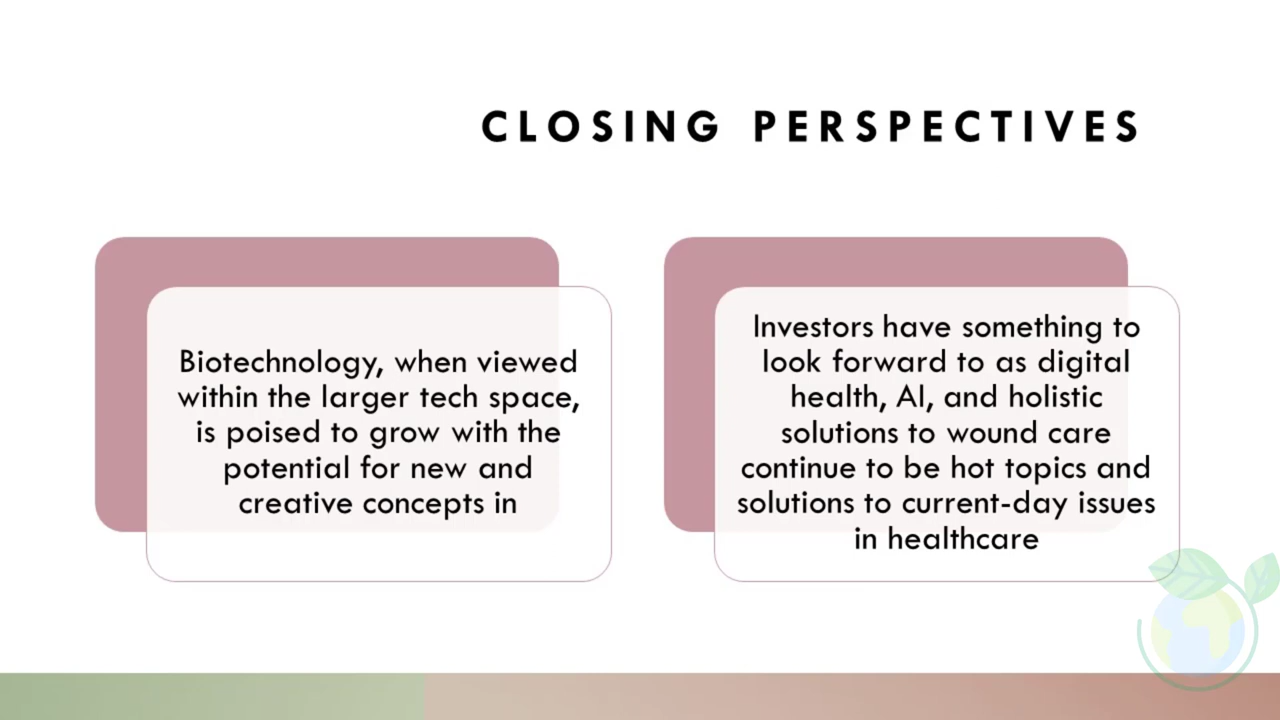 CLOSING PERSPECTIVES
Biotechnology, when viewed
within the larger tech space,
is poised to grow with the
potential for new and
creative concepts in
Investors have something to
look forward to as digital
health, AI, and holistic
solutions to wound care
continue to be hot topics and
solutions to current-day issues
in healthcare